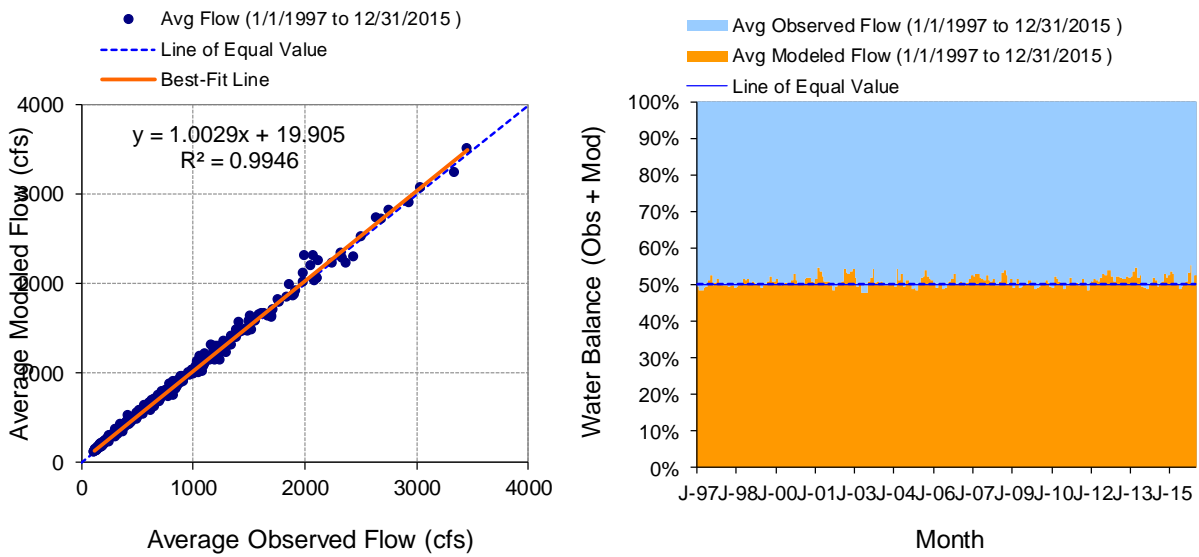 Avg Flow (1/1/1997 to 12/31/2015 )
Line of Equal Value
Best-Fit Line
4000
3000
2000
1000
0
y = 1.0029x + 19.905
R² = 0.9946
Average Modeled Flow (cfs)
0 1000 2000 3000 4000
Average Observed Flow (cfs)
Avg Observed Flow (1/1/1997 to 12/31/2015 )
Avg Modeled Flow (1/1/1997 to 12/31/2015 )
Line of Equal Value
100%
90%
80%
70%
60%
50%
40%
30%
20%
10%
0%
Water Balance (Obs + Mod)
J-97J-98J-00J-01J-03J-04J-06J-07J-09J-10J-12J-13J-15
Month